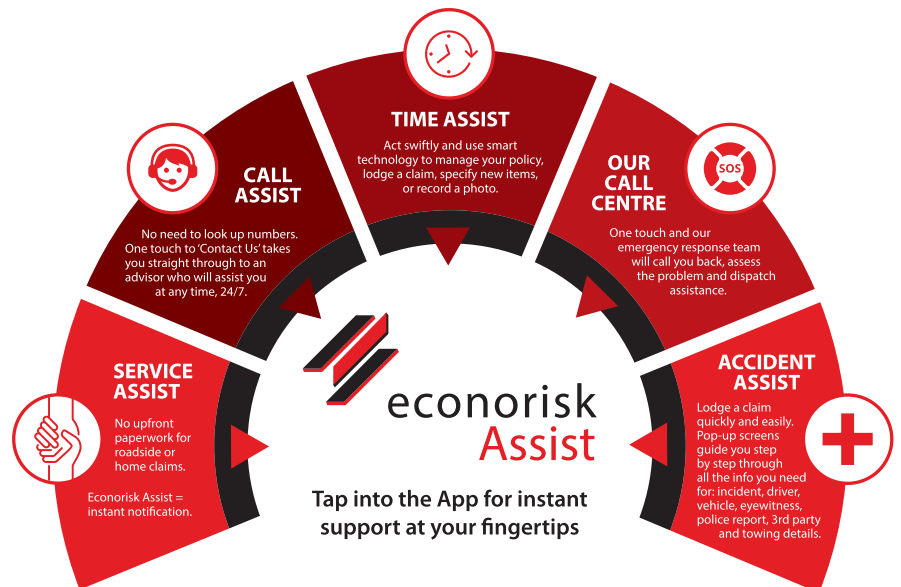 SERVICE
ASSIST
No upfront
paperwork for
roadside or
home claims.
Econorisk Assist =
instant notification.
CALL
ASSIST
No need to look up numbers.
One touch to ‘Contact Us’ takes
you straight through to an
advisor who will assist you
at any time, 24/7.
TIME ASSIST
Act swiftly and use smart
technology to manage your policy,
lodge a claim, specify new items,
or record a photo.
OUR
CALL
CENTRE
SOS
One touch and our
emergency response team
will call you back, assess
the problem and dispatch
assistance.
ACCIDENT
ASSIST
Lodge a claim
quickly and easily.
Pop-up screens
guide you step
by step through
all the info you need
for: incident, driver,
vehicle, eyewitness,
police report, 3rd party
and towing details.
econorisk
Assist
Tap into the App for instant
support at your fingertips